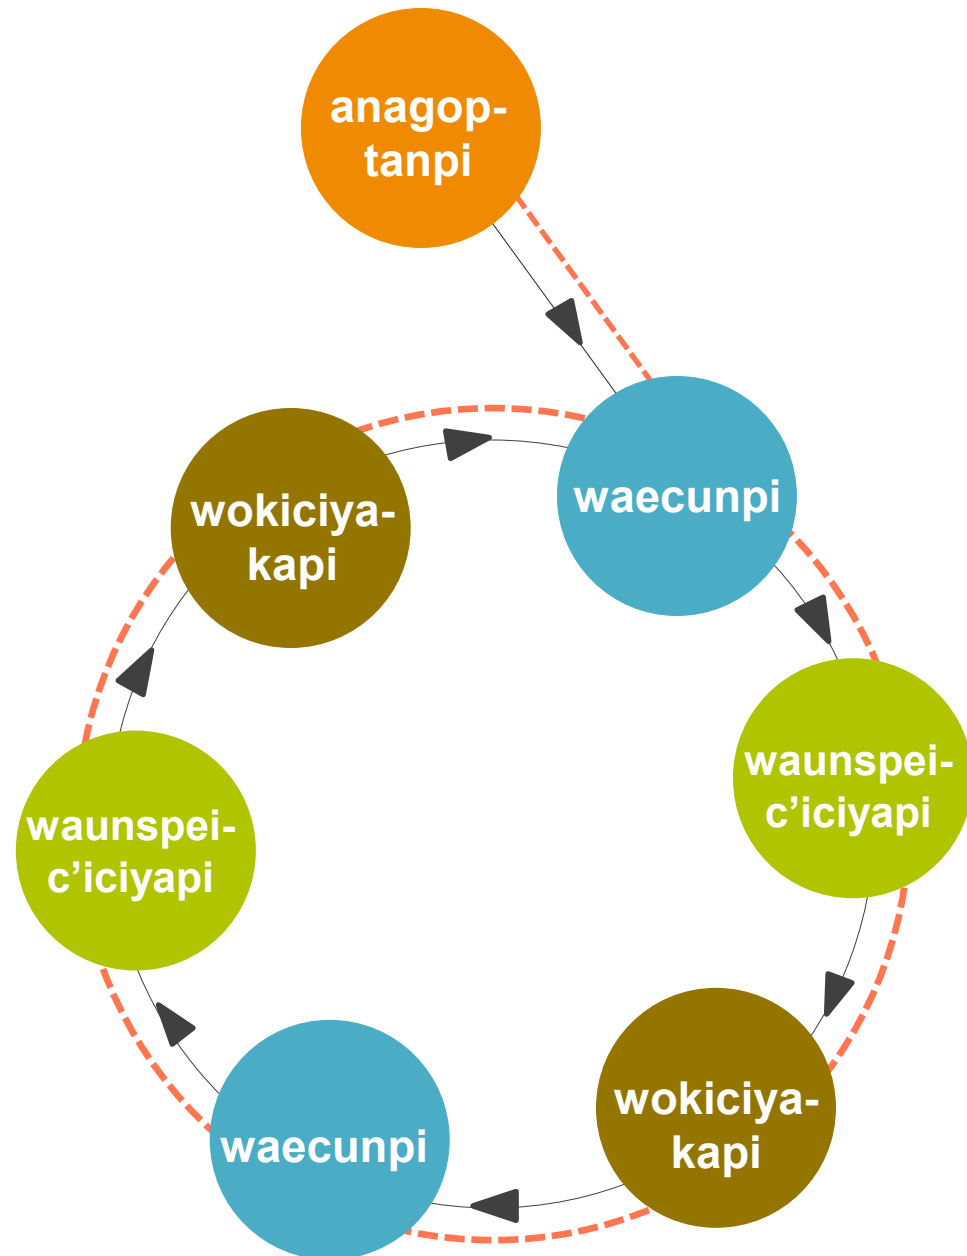 anagop-
tanpi
waecunpi
waunspei-
c’iciyapi
wokiciya-
kapi
waecunpi
waunspei-
c’iciyapi
wokiciya-
kapi